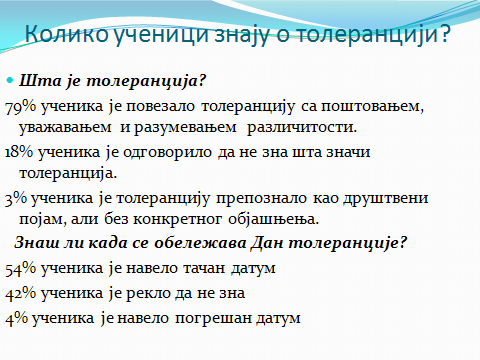 Колико ученици знају о толеранцији?
Шта је толеранција?
79% ученика је повезало толеранцију са поштовањем,
уважавањем и разумевањем различитости.
18% ученика је одговорило да не зна шта значи
толеранција.
3% ученика је толеранцију препознало као друштвени
појам, али без конкретног објашњења.
Знаш ли када се обележава Дан толеранције?
54% ученика је навело тачан датум
42% ученика је рекло да не зна
4% ученика је навело погрешан датум